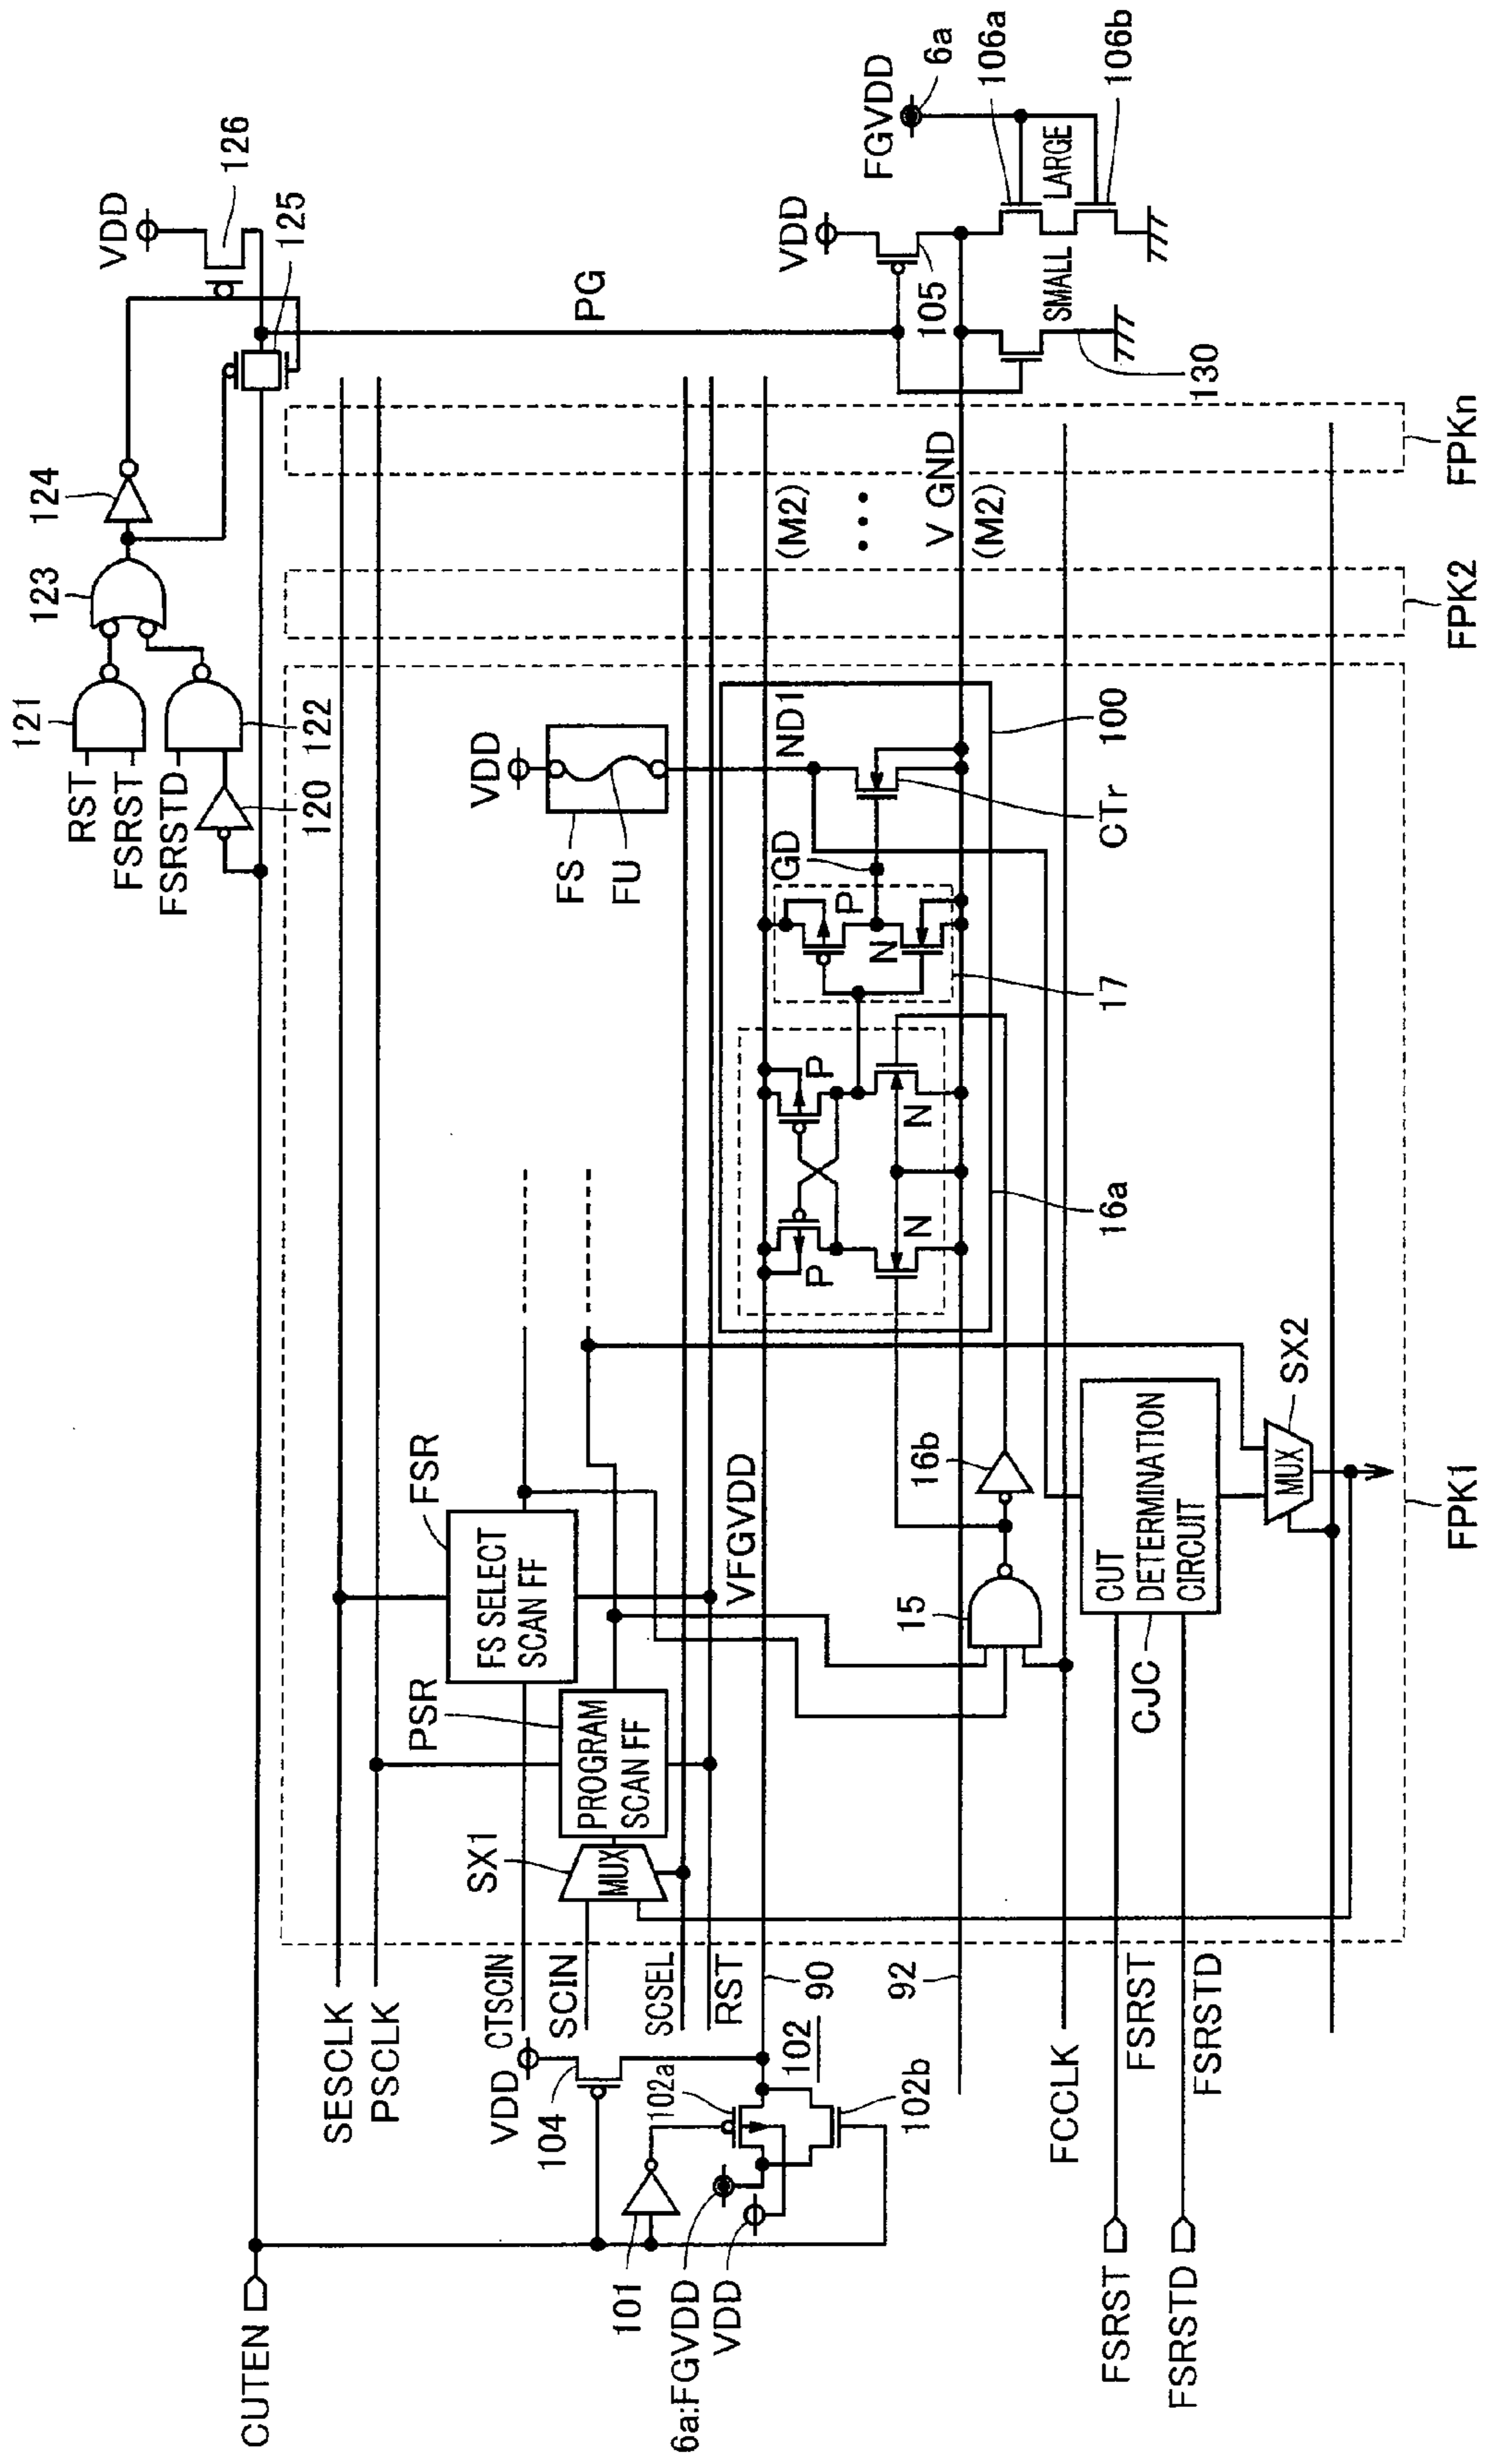 CUTEN
SESCLK
PSCLK
VDD
CTSCIN
SCIN
SCSEL
RST
104
101
102a
102
102b
6a:FGVDD
VDD
90
92
FCCLK
FSRST
FSRSTD
FSRST
FSRSTD
SX1
MUX
PSR
PROGRAM
SCAN FF
FSR
FS SELECT
SCAN FF
VFGVDD
15
16b
CJC
CUT
DETERMINATION
CIRCUIT
MUX
SX2
FPK1
P
P
N
N
16a
17
P
N
GD
ND1
CTr
100
VDD
FS
FU
RST
FSRST
FSRSTD
120
121
122
123
124
FPK2
(M2)
V GND
(M2)
FPKn
VDD
126
125
PG
VDD
105
SMALL
130
LARGE
FGVDD
6a
106a
106b